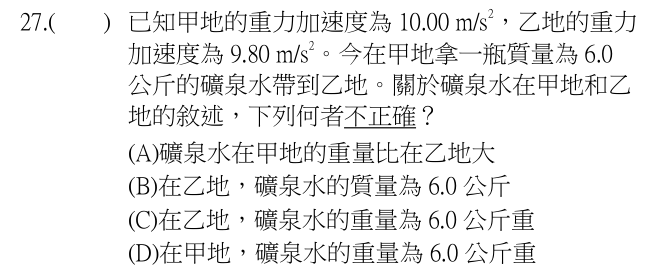 27.(　　) 已知甲地的重力加速度為 10.00 m/s²，乙地的重力
加速度為 9.80 m/s²。今在甲地拿一瓶質量為 6.0
公斤的礦泉水帶到乙地。關於礦泉水在甲地和乙
地的敘述，下列何者不正確？
(A)礦泉水在甲地的重量比在乙地大
(B)在乙地，礦泉水的質量為 6.0 公斤
(C)在乙地，礦泉水的重量為 6.0 公斤重
(D)在甲地，礦泉水的重量為 6.0 公斤重